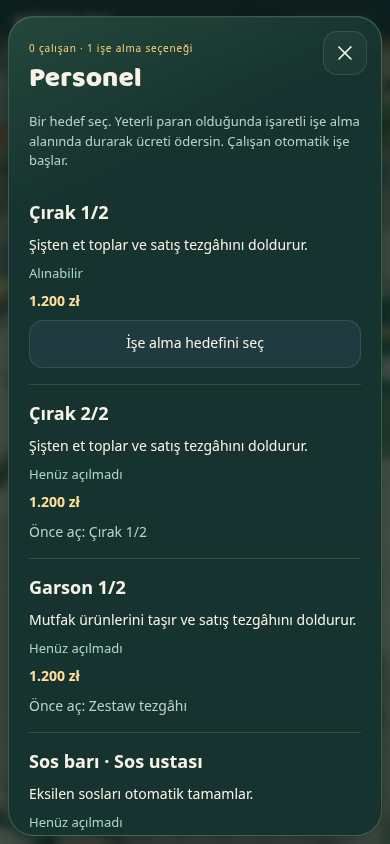 0 çalışan · 1 işe alma seçeneği
Personel
Bir hedef seç. Yeterli paran olduğunda işaretli işe alma
alanında durarak ücreti ödersin. Çalışan otomatik işe
başlar.
Çırak 1/2
Şişten et toplar ve satış tezgâhını doldurur.
Alınabilir
1.200 zł
İşe alma hedefini seç
Çırak 2/2
Şişten et toplar ve satış tezgâhını doldurur.
Henüz açılmadı
1.200 zł
Önce aç: Çırak 1/2
Garson 1/2
Mutfak ürünlerini taşır ve satış tezgâhını doldurur.
Henüz açılmadı
1.200 zł
Önce aç: Zestaw tezgâhı
Sos barı · Sos ustası
Eksilen sosları otomatik tamamlar.
Henüz açılmadı